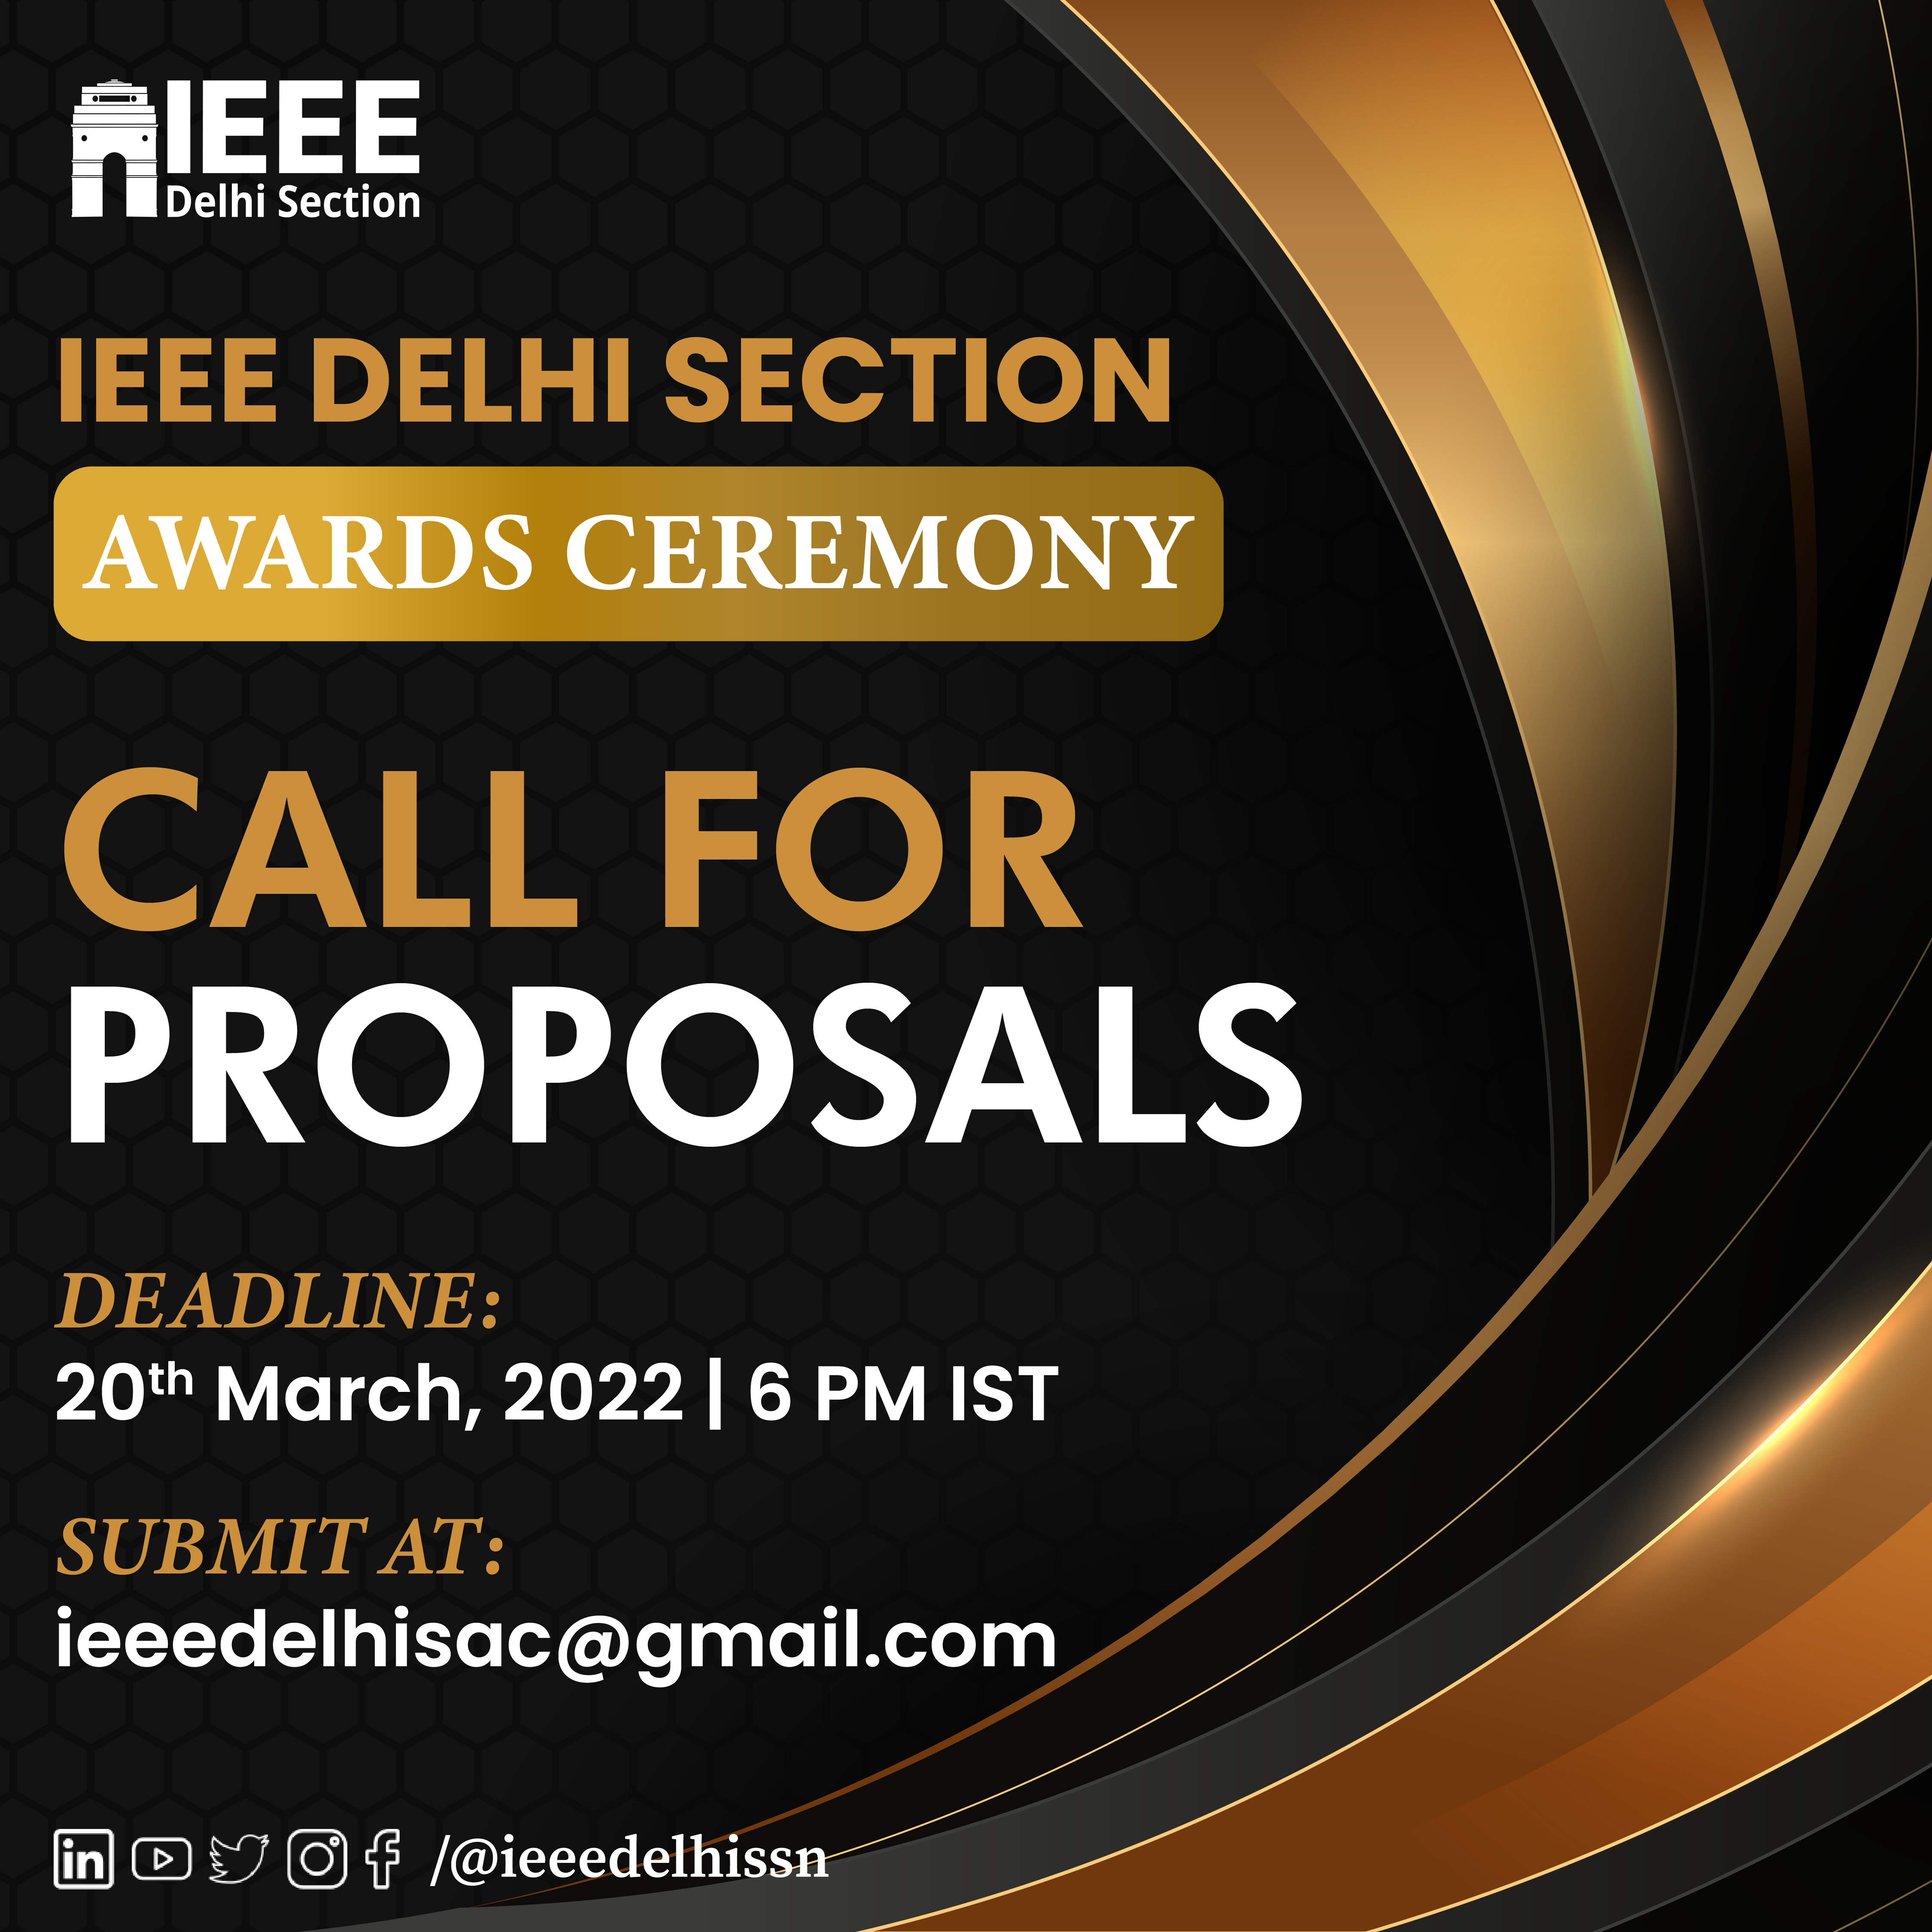 IEEE
Delhi Section
IEEE DELHI SECTION
AWARDS CEREMONY
CALL FOR
PROPOSALS
DEADLINE:
20th March, 2022 | 6 PM IST
SUBMIT AT:
ieeedelhisac@gmail.com
in /@ieeedelhissn